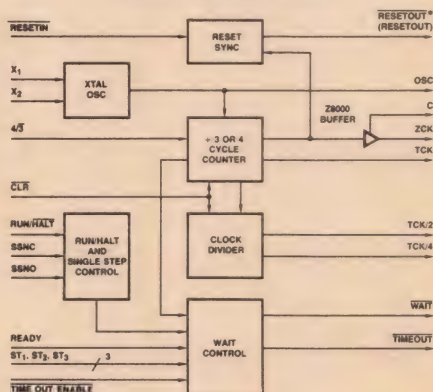 RESETIN
RESET
SYNC
RESETOUT*
(RESETOUT)
X1
X2
XTAL
OSC
OSC
Z8000
BUFFER
C
4/3
÷ 3 OR 4
CYCLE
COUNTER
ZCK
TCK
CLR
RUN/HALT
SSNC
SSNO
RUN/HALT
AND
SINGLE STEP
CONTROL
CLOCK
DIVIDER
TCK/2
TCK/4
READY
ST1, ST2, ST3
3
TIME OUT ENABLE
WAIT
CONTROL
WAIT
TIMEOUT